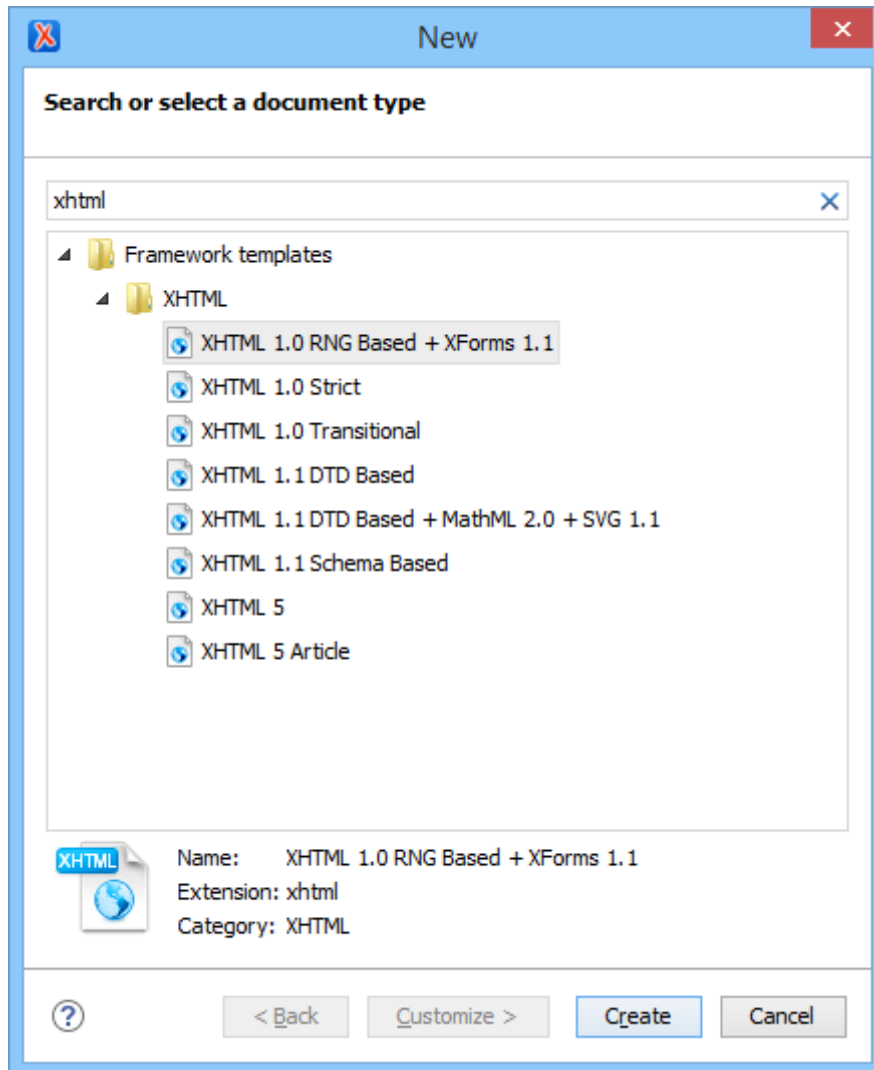 New
Search or select a document type
xhtml
Framework templates
XHTML
XHTML 1.0 RNG Based + XForms 1.1
XHTML 1.0 Strict
XHTML 1.0 Transitional
XHTML 1.1 DTD Based
XHTML 1.1 DTD Based + MathML 2.0 + SVG 1.1
XHTML 1.1 Schema Based
XHTML 5
XHTML 5 Article
XHTML
Name: XHTML 1.0 RNG Based + XForms 1.1
Extension: xhtml
Category: XHTML
? < Back Customize > Create Cancel